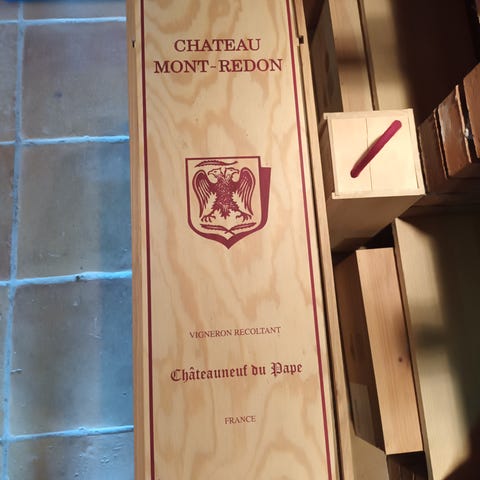 CHATEAU
MONT-REDON
VIGNERON RECOLTANT
Châteauneuf du Pape
FRANCE